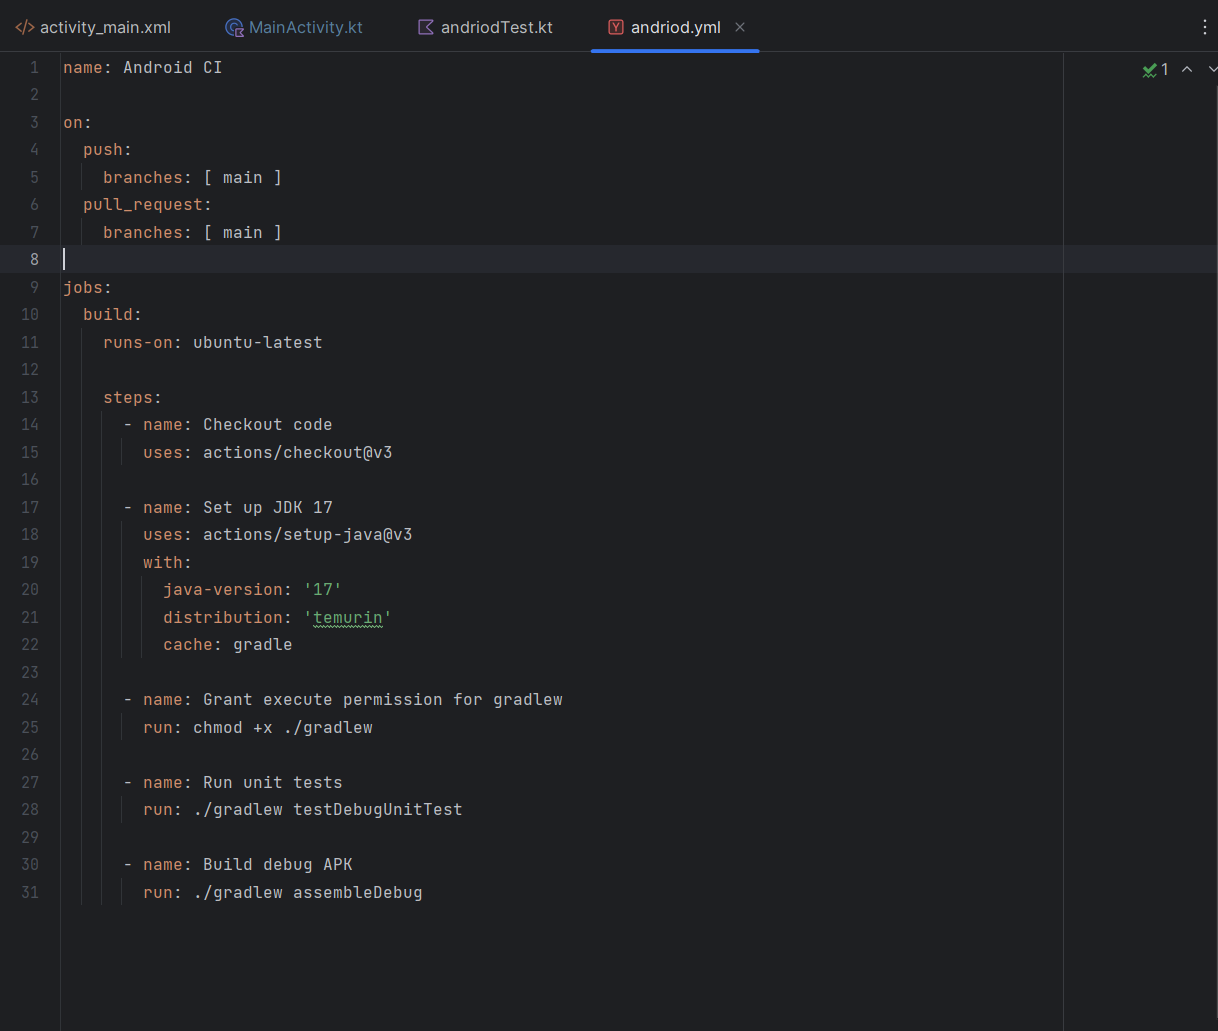 activity_main.xml MainActivity.kt andriodTest.kt andriod.yml
1 name: Android CI 1
2
3 on:
4 push:
5 branches: [ main ]
6 pull_request:
7 branches: [ main ]
8
9 jobs:
10 build:
11 runs-on: ubuntu-latest
12
13 steps:
14 - name: Checkout code
15 uses: actions/checkout@v3
16
17 - name: Set up JDK 17
18 uses: actions/setup-java@v3
19 with:
20 java-version: '17'
21 distribution: 'temurin'
22 cache: gradle
23
24 - name: Grant execute permission for gradlew
25 run: chmod +x ./gradlew
26
27 - name: Run unit tests
28 run: ./gradlew testDebugUnitTest
29
30 - name: Build debug APK
31 run: ./gradlew assembleDebug